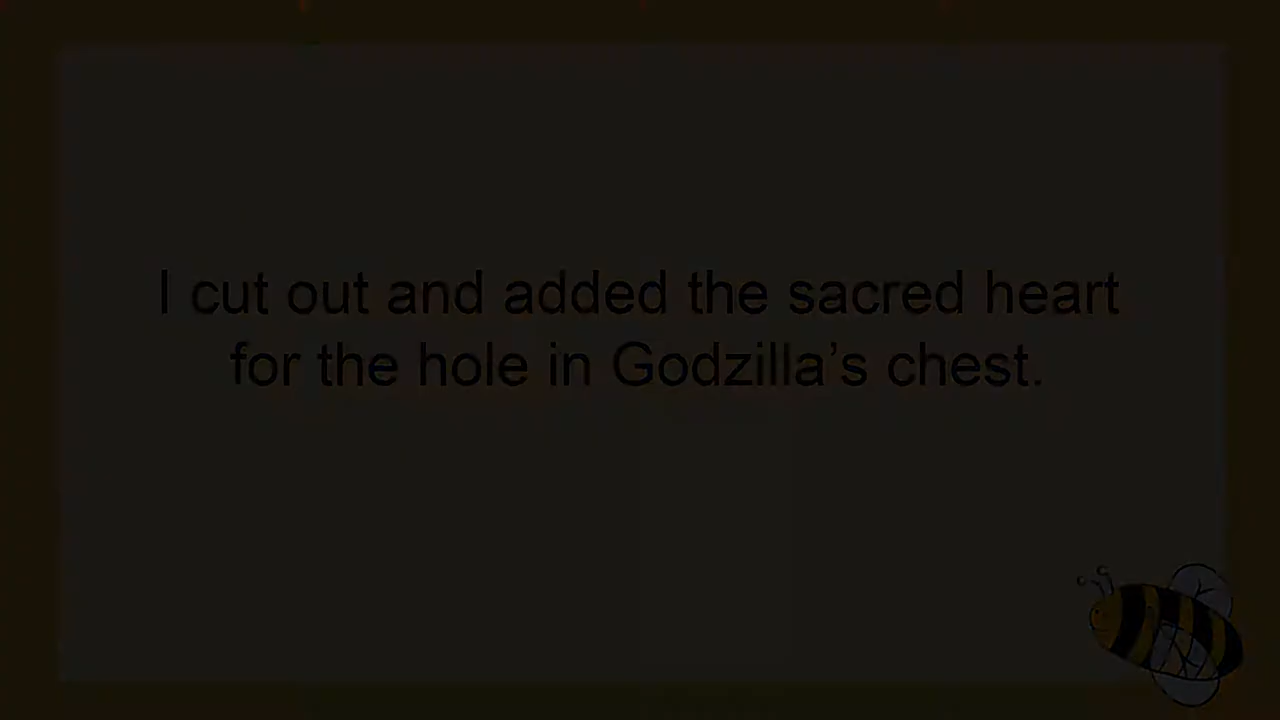 I cut out and added the sacred heart
for the hole in Godzilla’s chest.